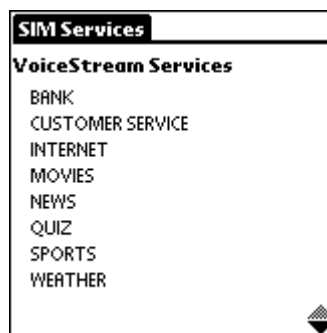 SIM Services
VoiceStream Services
BANK
CUSTOMER SERVICE
INTERNET
MOVIES
NEWS
QUIZ
SPORTS
WEATHER